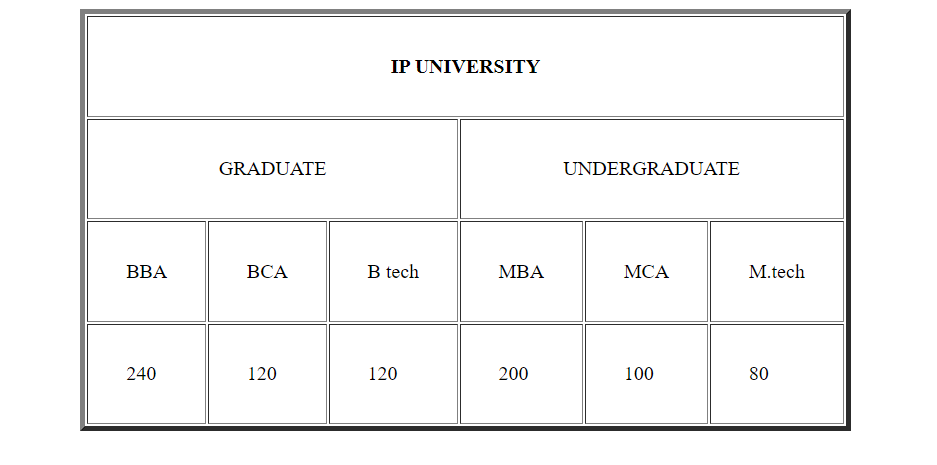 IP UNIVERSITY
GRADUATE UNDERGRADUATE
BBA BCA B tech MBA MCA M.tech
240 120 120 200 100 80